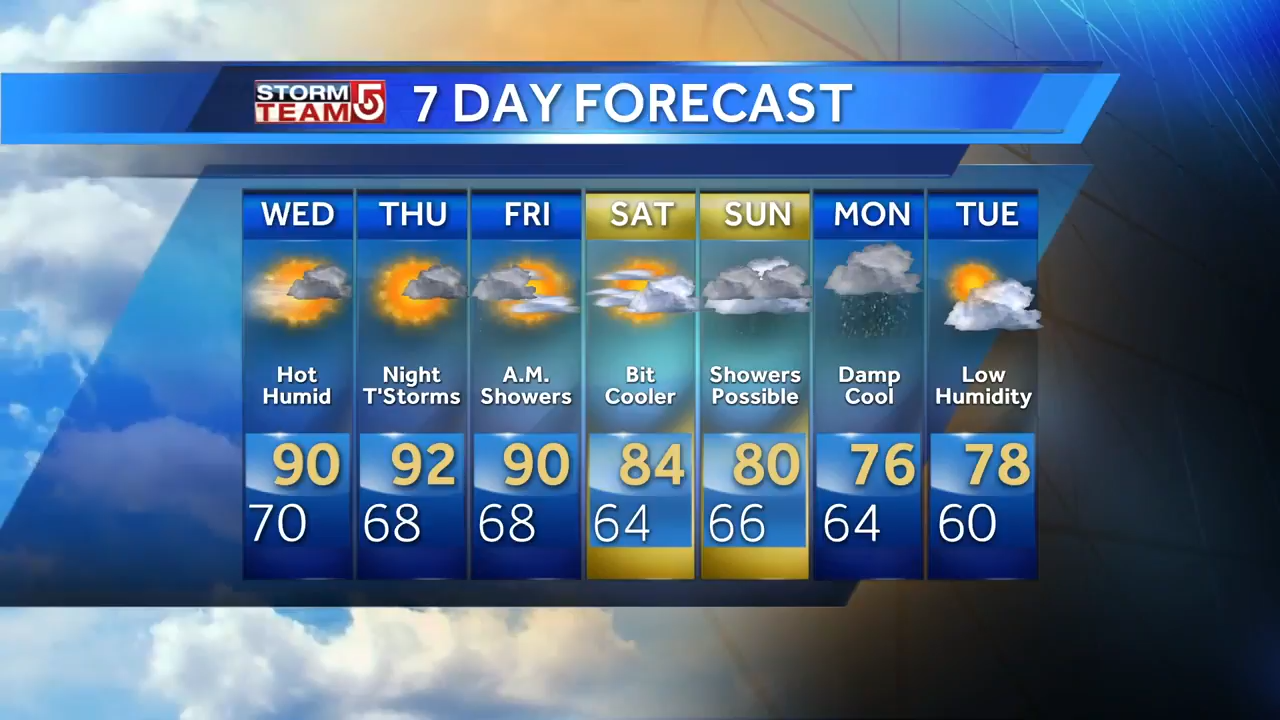 STORM
TEAM 5
7 DAY FORECAST
WED THU FRI SAT SUN MON TUE
Hot Humid
Night T'Storms
A.M. Showers
Bit Cooler
Showers Possible
Damp Cool
Low Humidity
90 92 90 84 80 76 78
70 68 68 64 66 64 60